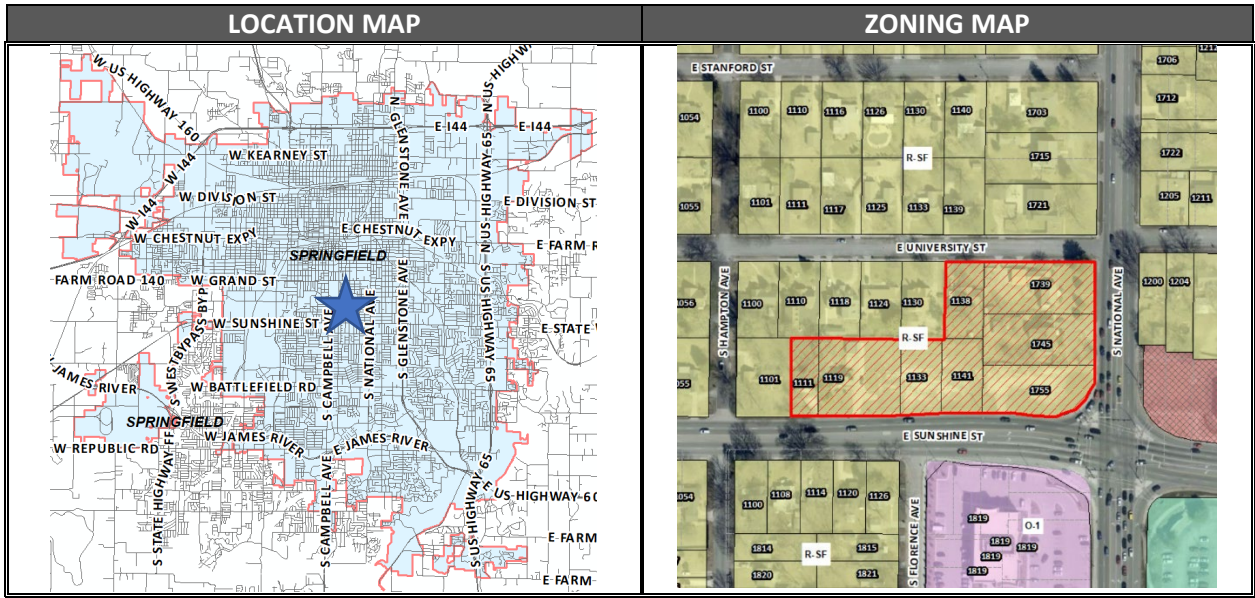 LOCATION MAP
ZONING MAP
W US HIGHWAY 160
W I44
W I44
W KEARNEY ST
W DIVISION ST
W CHESTNUT EXPY
N GLENSTONE AVE
E I44
E I44
N US HIGHWAY 65
N US HIGHW
E DIVISION ST
E CHESTNUT EXPY
SPRINGFIELD
E FARM R
FARM ROAD 140
W GRAND ST
W SUNSHINE ST
S WESTBYPASS BYP
S CAMPBELL AVE
S NATIONAL AVE
S GLENSTONE AVE
S US HIGHWAY 65
E STATE
JAMES RIVER
W BATTLEFIELD RD
SPRINGFIELD
W REPUBLIC RD
W JAMES RIVER
E JAMES RIVER
S STATE HIGHWAY FF
S CAMPBELL AVE
S US HIGHWAY 65
E US HIGHWAY 60
E FARM
E FARM
E STANFORD ST
1054
1100
1110
1116
1126
1130
1140
1703
1706
1212
1712
R-SF
1715
1722
1055
1101
1111
1117
1125
1133
1139
1721
1205
1211
E UNIVERSITY ST
S HAMPTON AVE
1056
1100
1110
1118
1124
1130
1138
1739
1200
1204
S NATIONAL AVE
R-SF
1745
055
1101
1111
1119
1133
1141
1755
E SUNSHINE ST
1054
1100
1108
1114
1120
1126
S FLORENCE AVE
1819
O-1
1814
R-SF
1815
1819
1819
1819
1820
1821
1819